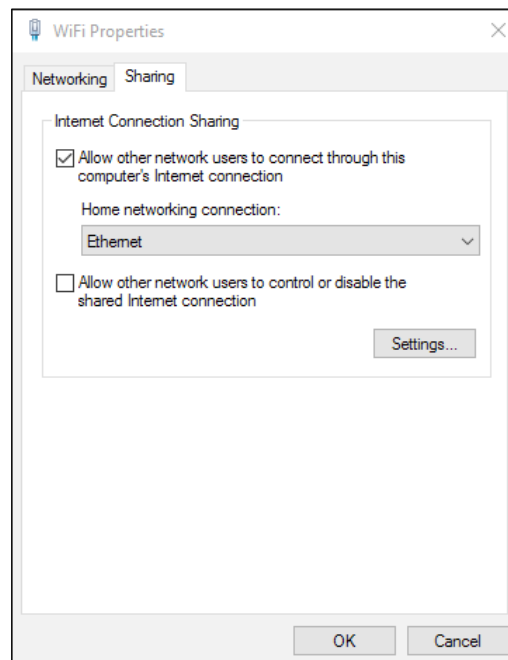 WiFi Properties
Networking
Sharing
Internet Connection Sharing
Allow other network users to connect through this
computer's Internet connection
Home networking connection:
Ethernet
Allow other network users to control or disable the
shared Internet connection
Settings...
OK
Cancel